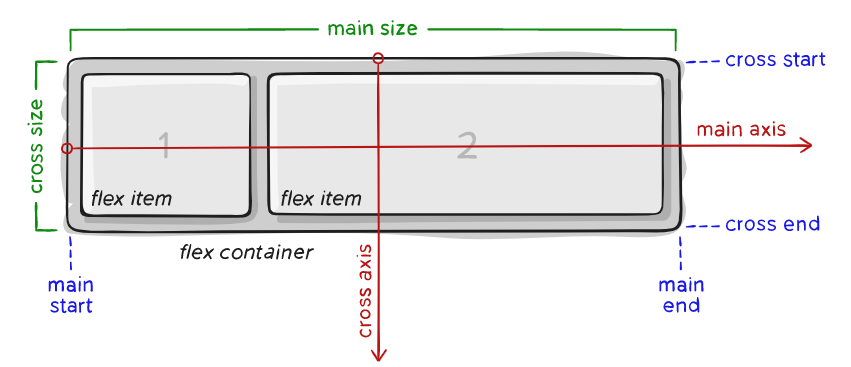 main size
cross start
cross size
1
2
main axis
flex item
flex item
cross end
flex container
cross axis
main
start
main
end